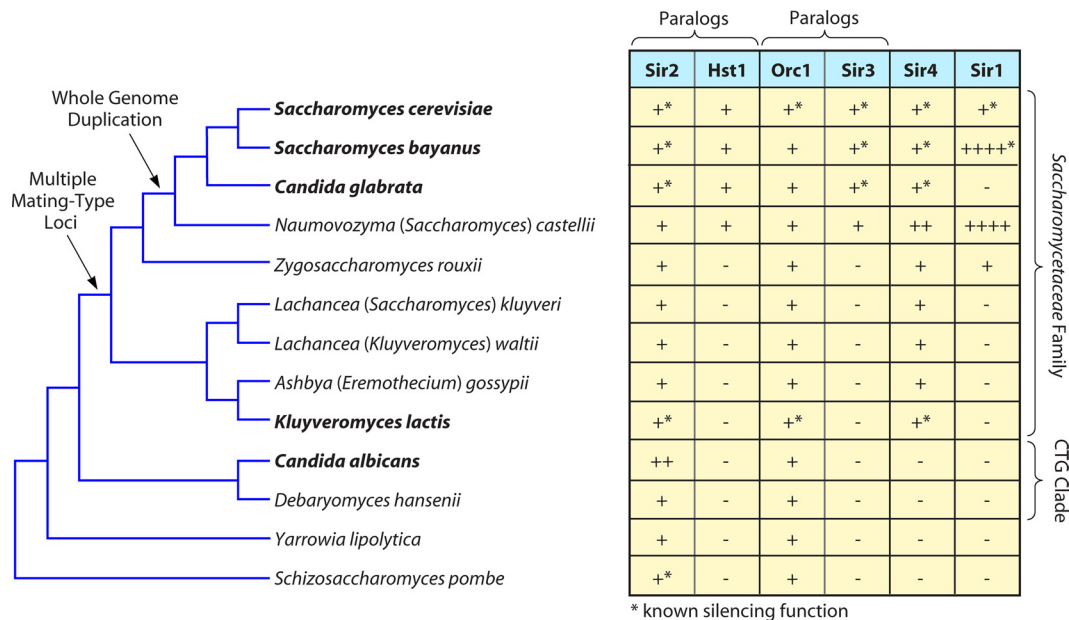 Paralogs Paralogs
Sir2 Hst1 Orc1 Sir3 Sir4 Sir1
Whole Genome
Duplication
Multiple
Mating-Type
Loci
Saccharomyces cerevisiae +* + +* +* +* +*
Saccharomyces bayanus +* + + +* +* ++++*
Candida glabrata +* + + +* +* -
Naumovozyma (Saccharomyces) castellii + + + + ++ ++++
Zygosaccharomyces rouxii + - + - + +
Lachancea (Saccharomyces) kluyveri + - + - + -
Lachancea (Kluyveromyces) waltii + - + - + -
Ashbya (Eremothecium) gossypii + - + - + -
Kluyveromyces lactis +* - +* - +* -
Candida albicans ++ - + - - -
Debaryomyces hansenii + - + - - -
Yarrowia lipolytica + - + - - -
Schizosaccharomyces pombe +* - + - - -
Saccharomycetaceae Family
CTG Clade
* known silencing function